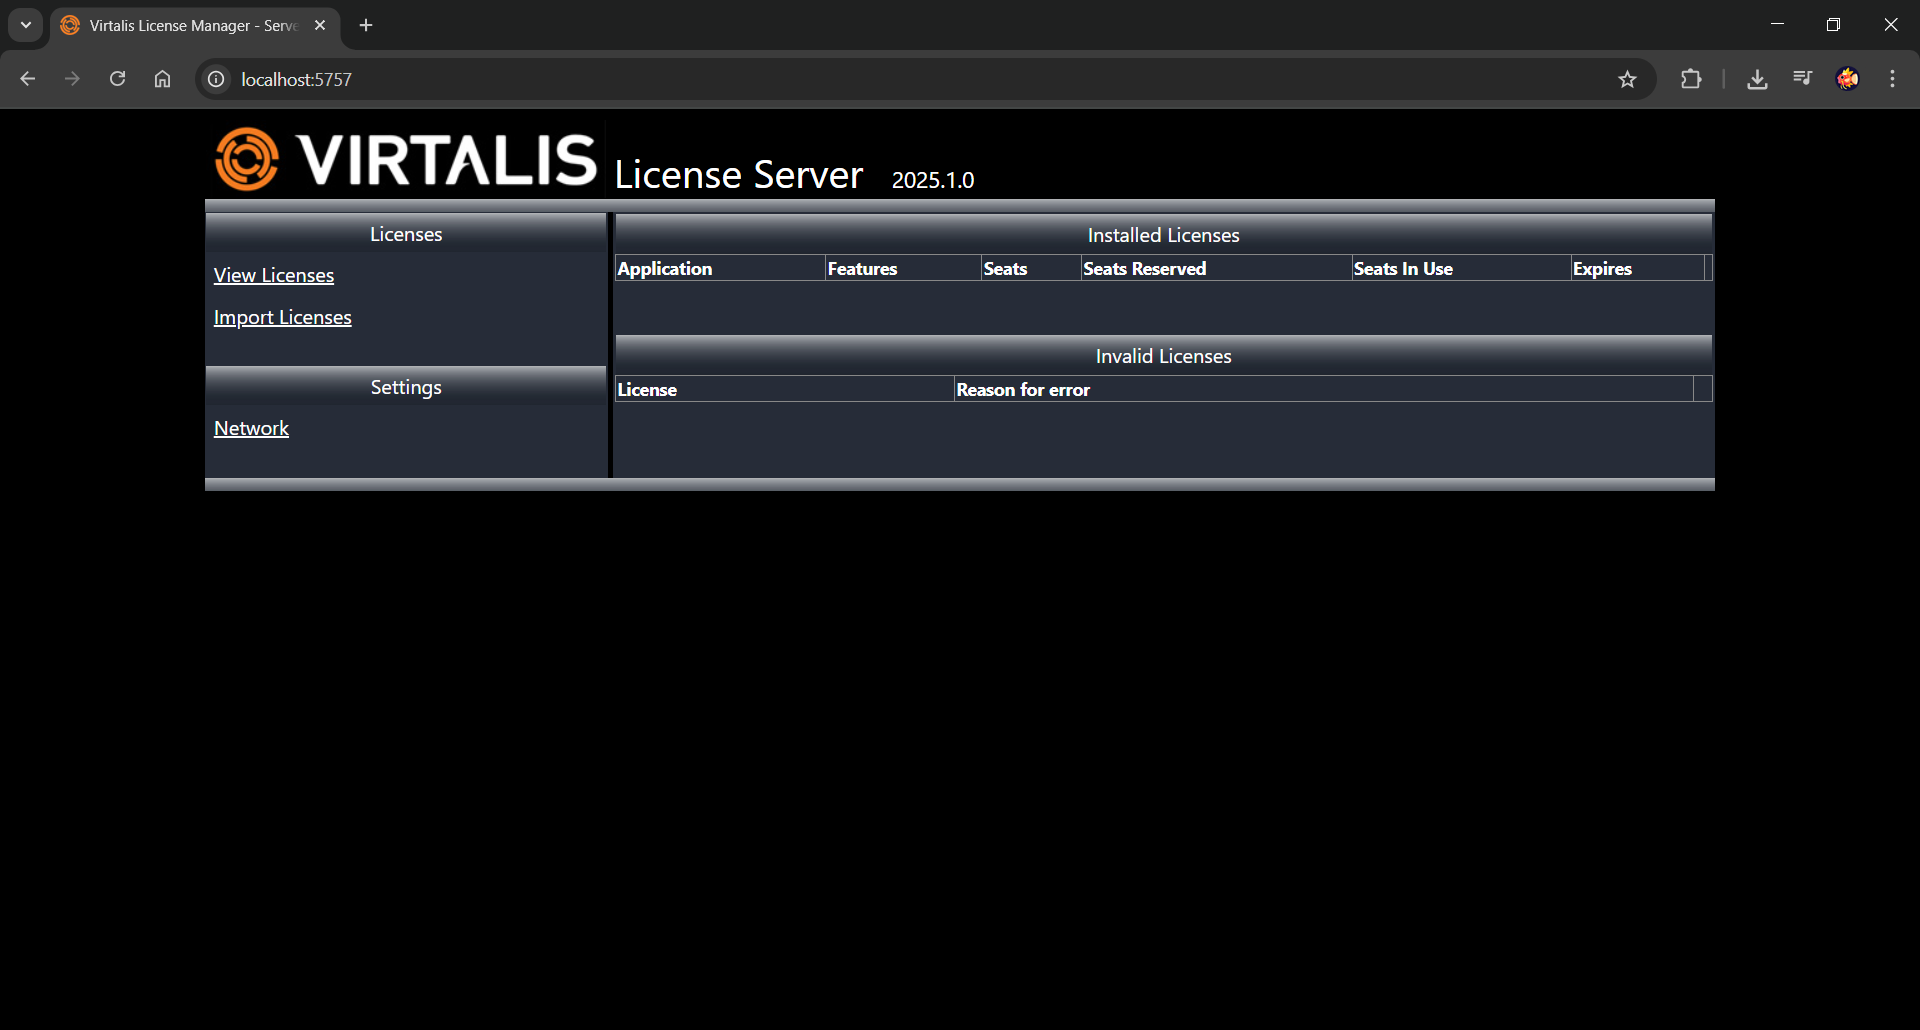 Virtalis License Manager - Serve
localhost:5757
VIRTALIS License Server 2025.1.0
Licenses
View Licenses
Import Licenses
Settings
Network
Installed Licenses
Application Features Seats Seats Reserved Seats In Use Expires
Invalid Licenses
License Reason for error